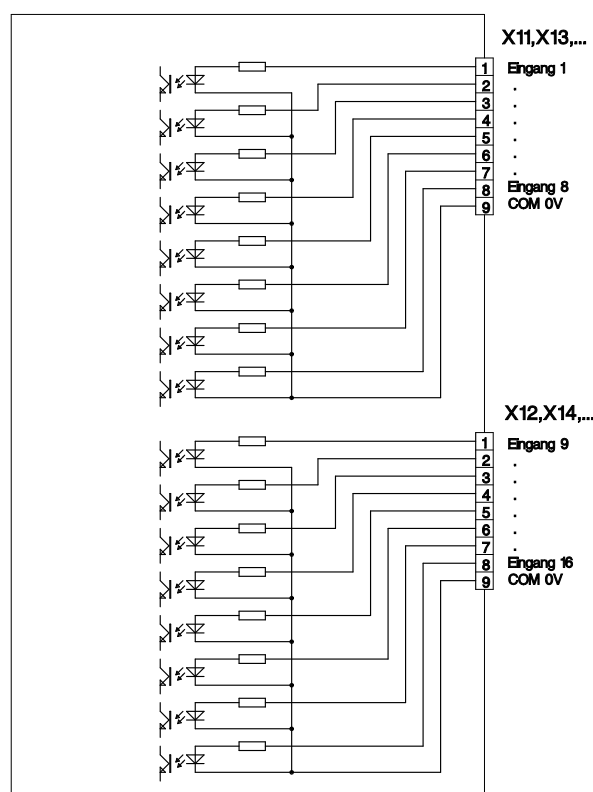 X11,X13,...
1 Eingang 1
2 .
3 .
4 .
5 .
6 .
7 .
8 Eingang 8
9 COM 0V
X12,X14,...
1 Eingang 9
2 .
3 .
4 .
5 .
6 .
7 .
8 Eingang 16
9 COM 0V